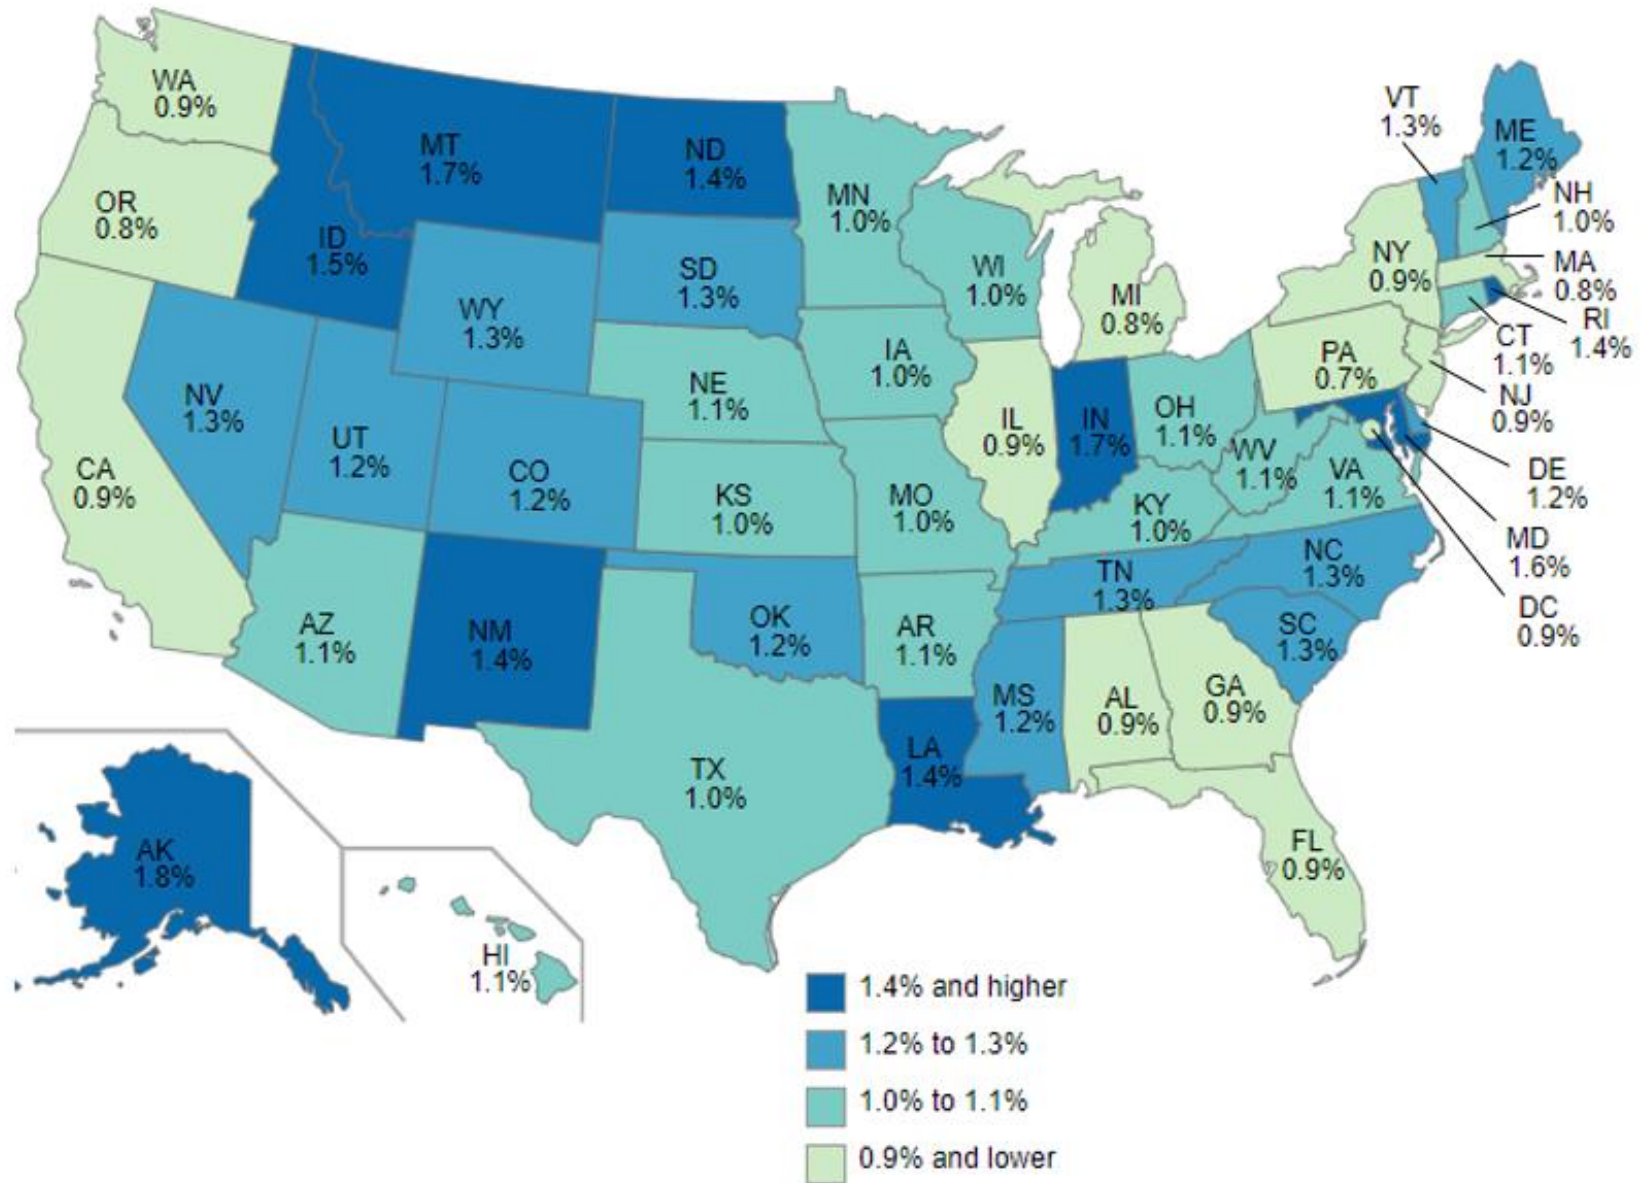 WA
0.9%
MT
1.7%
ND
1.4%
VT
1.3%
ME
1.2%
OR
0.8%
ID
1.5%
MN
1.0%
NH
1.0%
SD
1.3%
WI
1.0%
NY
0.9%
MA
0.8%
WY
1.3%
MI
0.8%
RI
1.4%
IA
1.0%
PA
0.7%
CT
1.1%
NV
1.3%
NE
1.1%
NJ
0.9%
UT
1.2%
IL
0.9%
IN
1.7%
OH
1.1%
CA
0.9%
CO
1.2%
WV
1.1%
VA
1.1%
DE
1.2%
KS
1.0%
MO
1.0%
KY
1.0%
MD
1.6%
NC
1.3%
TN
1.3%
DC
0.9%
AZ
1.1%
NM
1.4%
OK
1.2%
AR
1.1%
SC
1.3%
MS
1.2%
AL
0.9%
GA
0.9%
LA
1.4%
TX
1.0%
FL
0.9%
AK
1.8%
HI
1.1%
1.4% and higher
1.2% to 1.3%
1.0% to 1.1%
0.9% and lower